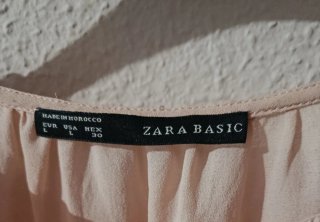 MADE IN MOROCCO
EUR USA MEX
L L 30
ZARA BASIC